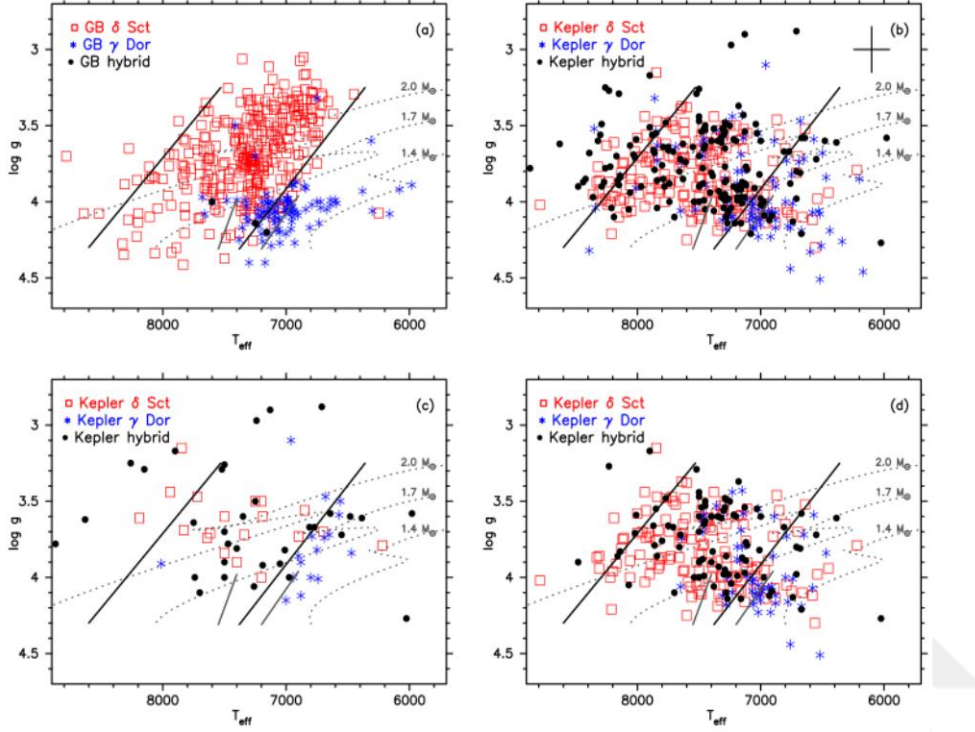 GB δ Sct
GB γ Dor
GB hybrid
(a)
2.0 M⊙
1.7 M⊙
1.4 M⊙
3
3.5
4
4.5
log g
8000 7000 6000
Teff
Kepler δ Sct
Kepler γ Dor
Kepler hybrid
(b)
2.0 M⊙
1.7 M⊙
1.4 M⊙
3
3.5
4
4.5
log g
8000 7000 6000
Teff
Kepler δ Sct
Kepler γ Dor
Kepler hybrid
(c)
2.0 M⊙
1.7 M⊙
1.4 M⊙
3
3.5
4
4.5
log g
8000 7000 6000
Teff
Kepler δ Sct
Kepler γ Dor
Kepler hybrid
(d)
2.0 M⊙
1.7 M⊙
1.4 M⊙
3
3.5
4
4.5
log g
8000 7000 6000
Teff